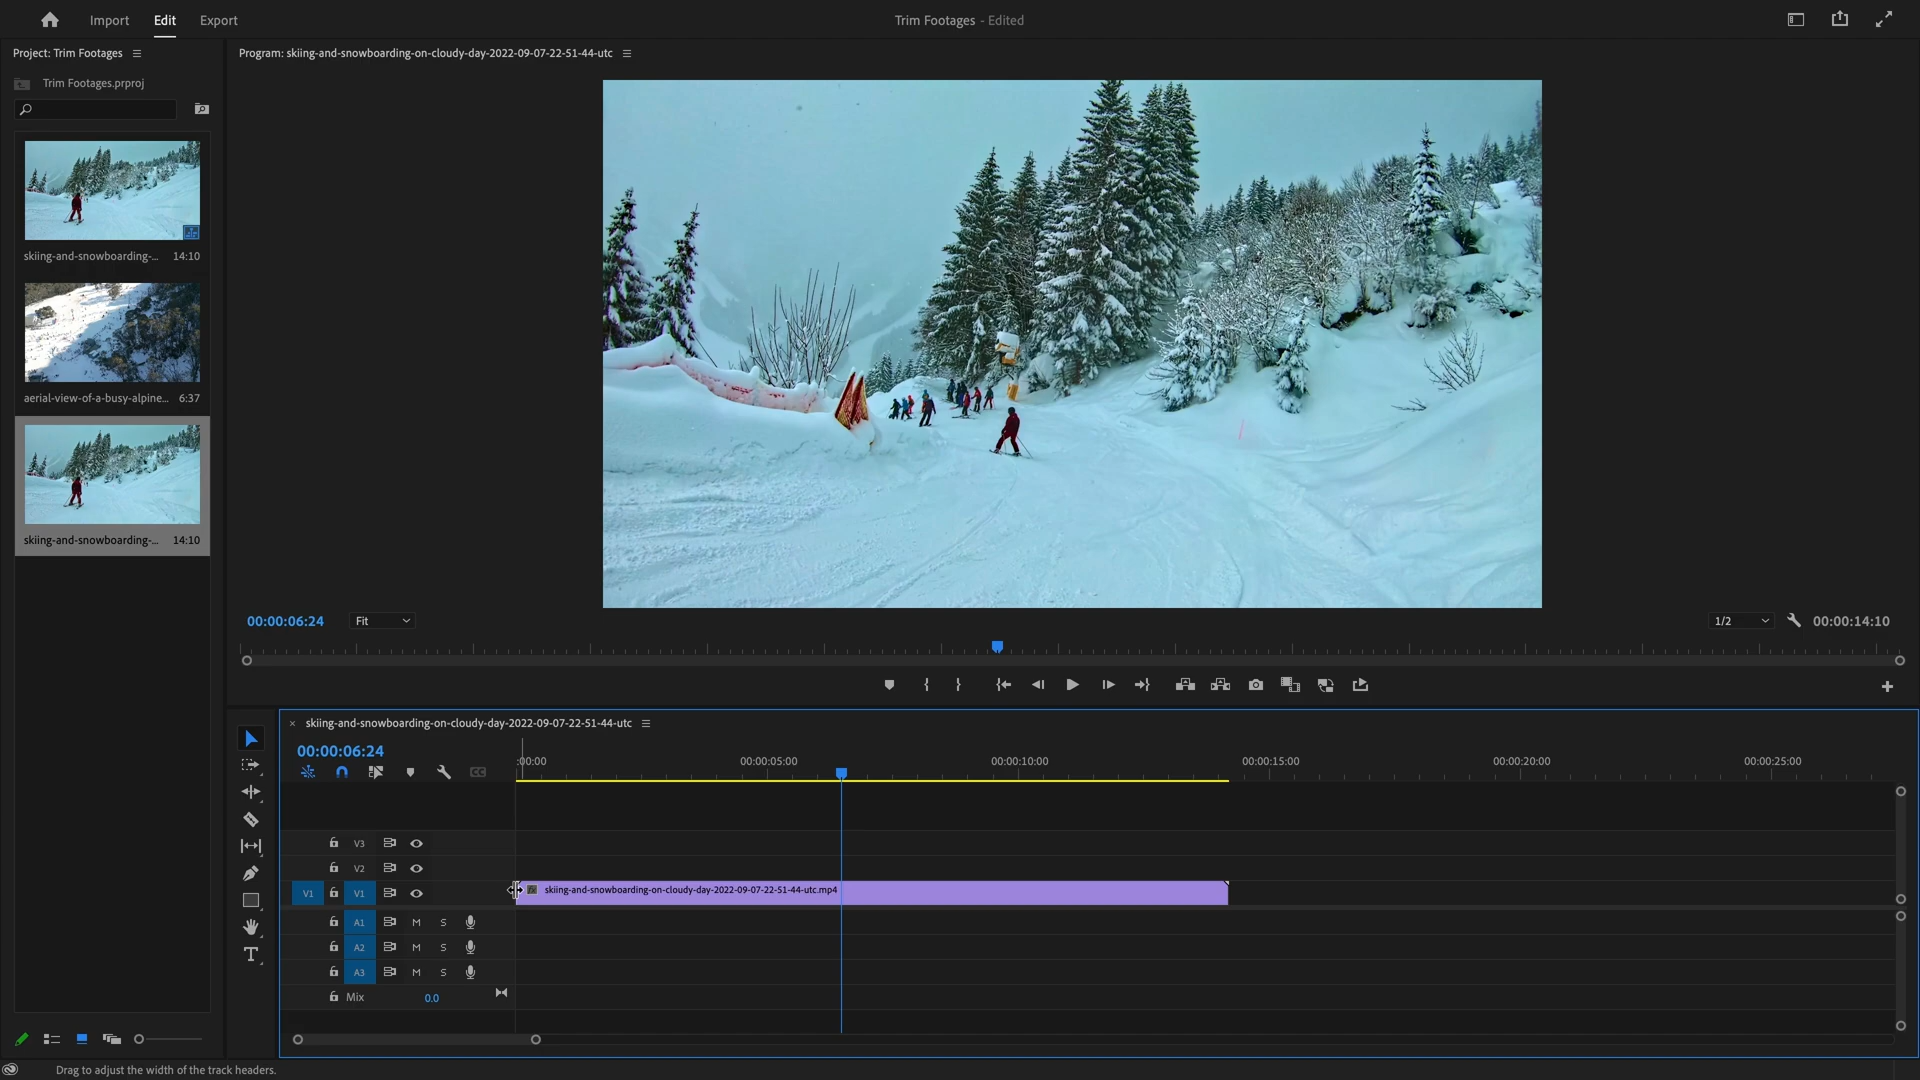 Import Edit Export
Trim Footages - Edited
Project: Trim Footages
Trim Footages.prproj
skiing-and-snowboarding-... 14:10
aerial-view-of-a-busy-alpine... 6:37
skiing-and-snowboarding-... 14:10
Program: skiing-and-snowboarding-on-cloudy-day-2022-09-07-22-51-44-utc
00:00:06:24 Fit 1/2 00:00:14:10
skiing-and-snowboarding-on-cloudy-day-2022-09-07-22-51-44-utc
00:00:06:24
:00:00 00:00:05:00 00:00:10:00 00:00:15:00 00:00:20:00 00:00:25:00
V3
V2
V1 V1 fx skiing-and-snowboarding-on-cloudy-day-2022-09-07-22-51-44-utc.mp4
A1 M S
A2 M S
A3 M S
Mix 0.0
T
CC
Drag to adjust the width of the track headers.